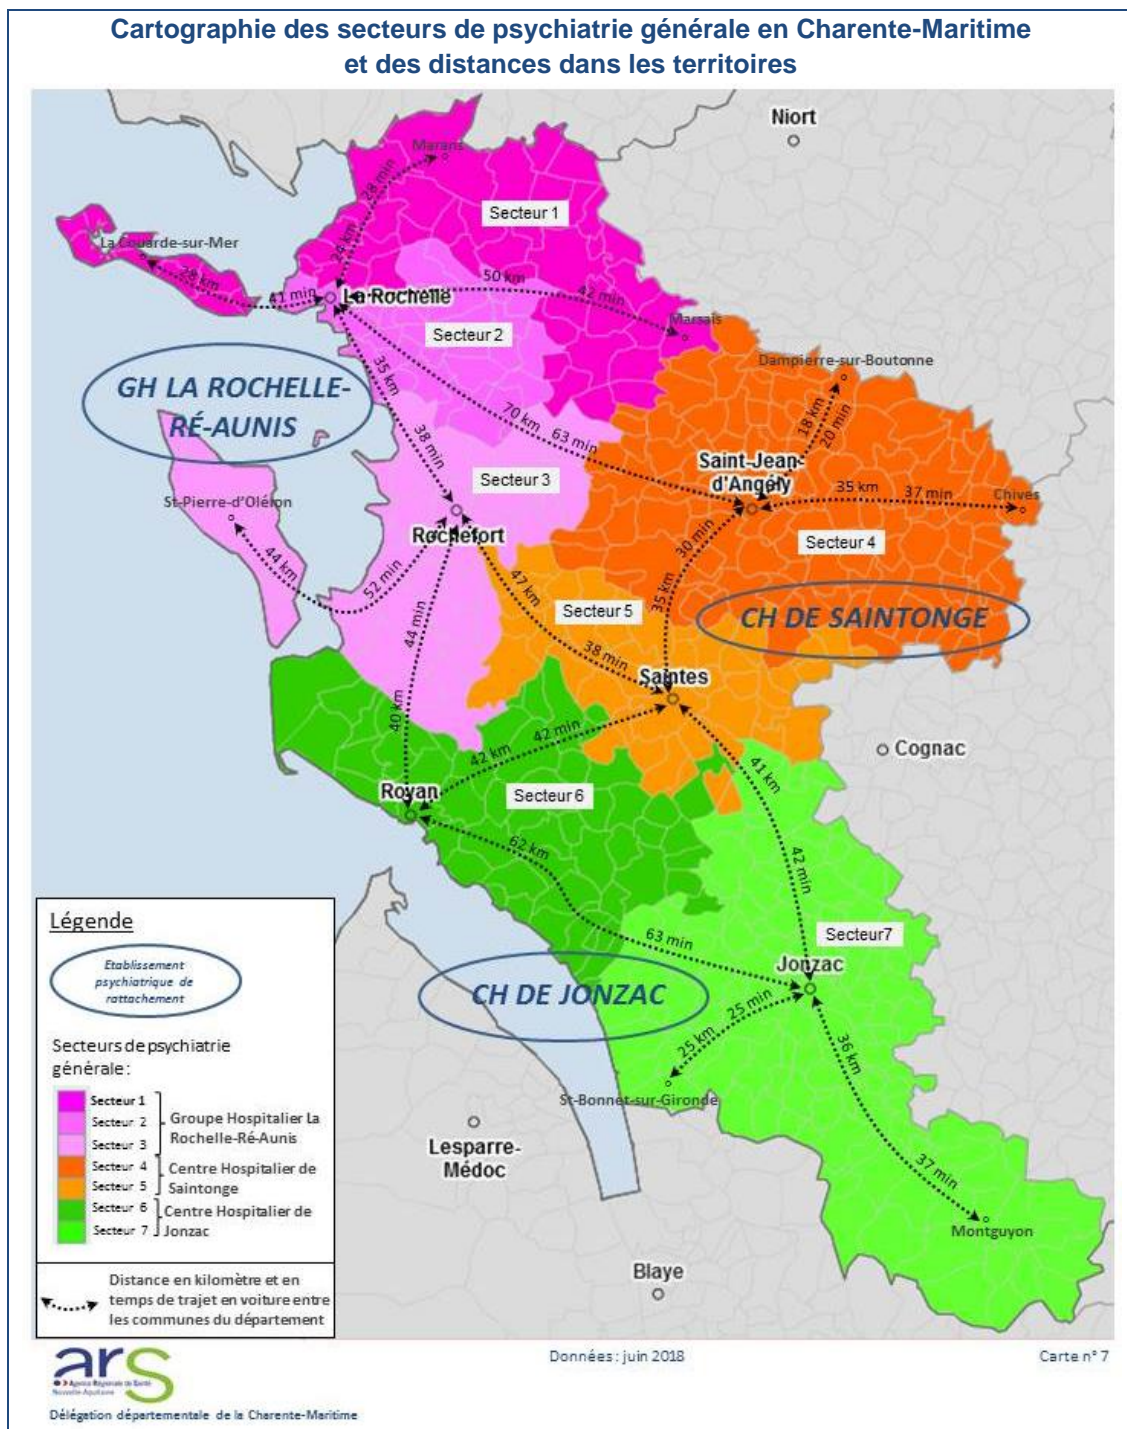 Cartographie des secteurs de psychiatrie générale en Charente-Maritime
et des distances dans les territoires
Niort
Marans
28 min
24 km
Secteur 1
La Couarde-sur-Mer
28 km
41 min
La Rochelle
50 km
42 min
Marsais
Secteur 2
Dampierre-sur-Boutonne
18 km
20 min
GH LA ROCHELLE-
RÉ-AUNIS
35 km
38 min
70 km
63 min
Saint-Jean-
d'Angély
Secteur 3
35 km
37 min
Chives
St-Pierre-d'Oléron
Rochefort
Secteur 4
44 km
52 min
30 min
35 km
47 km
38 min
Secteur 5
CH DE SAINTONGE
44 min
40 km
Saintes
42 km
42 min
Cognac
Royan
Secteur 6
41 km
42 min
62 km
63 min
Secteur7
Jonzac
CH DE JONZAC
25 km
25 min
St-Bonnet-sur-Gironde
36 km
37 min
Montguyon
Lesparre-
Médoc
Blaye
Légende
Etablissement
psychiatrique de
rattachement
Secteurs de psychiatrie
générale :
Secteur 1
Secteur 2
Secteur 3
Groupe Hospitalier La
Rochelle-Ré-Aunis
Secteur 4
Secteur 5
Centre Hospitalier de
Saintonge
Secteur 6
Secteur 7
Centre Hospitalier de
Jonzac
Distance en kilomètre et en
temps de trajet en voiture entre
les communes du département
ars
Agence Régionale de Santé
Nouvelle-Aquitaine
Délégation départementale de la Charente-Maritime
Données : juin 2018
Carte n° 7